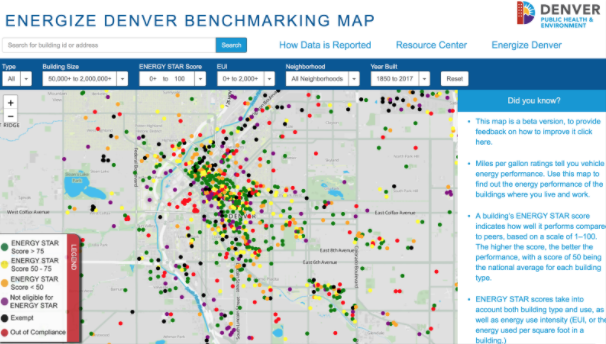 ENERGIZE DENVER BENCHMARKING MAP
DENVER
PUBLIC HEALTH &
ENVIRONMENT
Search for building id or address
Search
How Data is Reported
Resource Center
Energize Denver
Type
Building Size
ENERGY STAR Score
EUI
Neighborhood
Year Built
All
50,000+ to 2,000,000+
0+ to 100
0+ to 2,000+
All Neighborhoods
1850 to 2017
Reset
+
−
RIDGE
West Colfax Avenue
DENVER
East Colfax Avenue
East 8th Avenue
East 6th Avenue
LEGEND
ENERGY STAR
Score > 75
ENERGY STAR
Score 50 - 75
ENERGY STAR
Score < 50
Not eligible for
ENERGY STAR
Exempt
Out of Compliance
Did you know?
This map is a beta version, to provide
feedback on how to improve it click
here.
Miles per gallon ratings tell you vehicle
energy performance. Use this map to
find out the energy performance of the
buildings where you live and work.
A building's ENERGY STAR score
indicates how well it performs compared
to peers, based on a scale of 1–100.
The higher the score, the better the
performance, with a score of 50 being
the national average for each building
type.
ENERGY STAR scores take into
account both building type and use, as
well as energy use intensity (EUI, or the
energy used per square foot in a
building.)